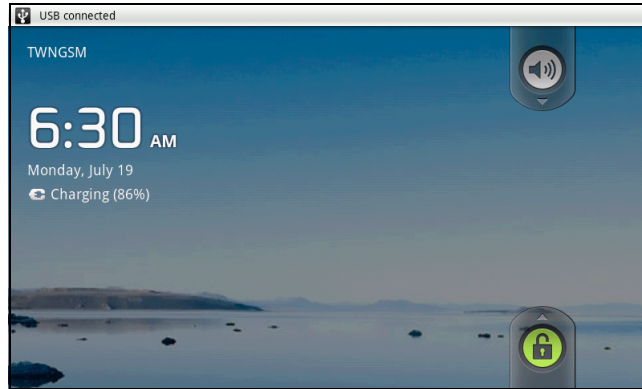 USB connected
TWNGSM
6:30 AM
Monday, July 19
Charging (86%)